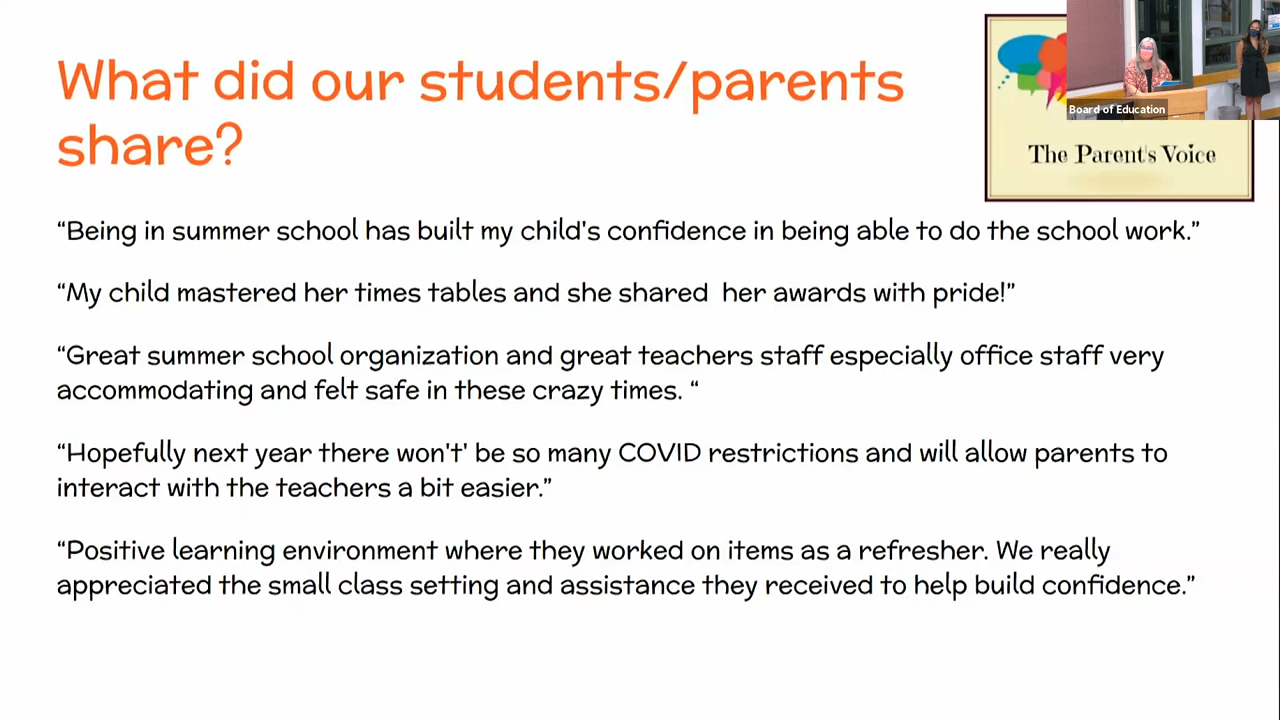 What did our students/parents
share?
Board of Education
The Parent's Voice
“Being in summer school has built my child's confidence in being able to do the school work.”
“My child mastered her times tables and she shared  her awards with pride!”
“Great summer school organization and great teachers staff especially office staff very
accommodating and felt safe in these crazy times. “
“Hopefully next year there won't' be so many COVID restrictions and will allow parents to
interact with the teachers a bit easier.”
“Positive learning environment where they worked on items as a refresher. We really
appreciated the small class setting and assistance they received to help build confidence.”